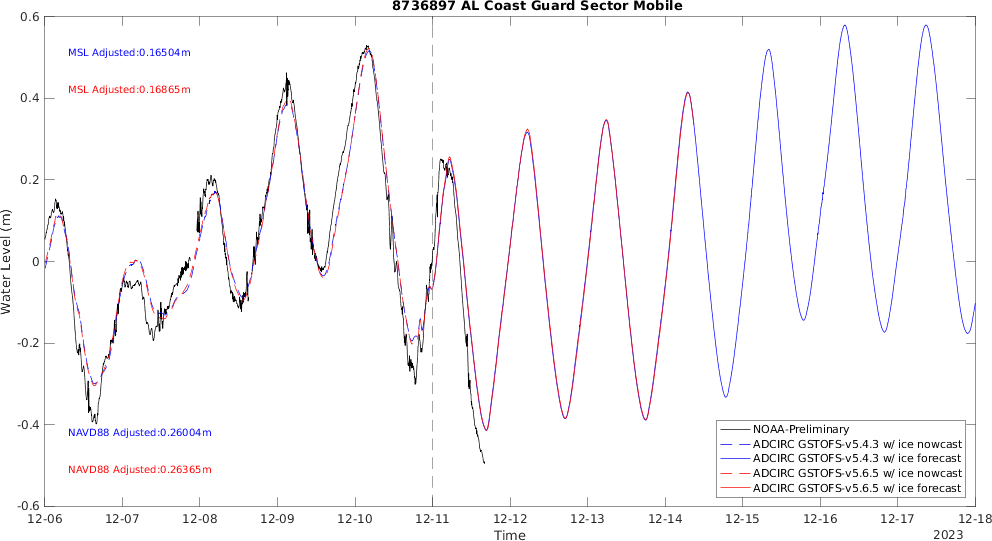 8736897 AL Coast Guard Sector Mobile
0.6
MSL Adjusted:0.16504m
MSL Adjusted:0.16865m
0.4
0.2
0
-0.2
-0.4
-0.6
Water Level (m)
NAVD88 Adjusted:0.26004m
NAVD88 Adjusted:0.26365m
NOAA-Preliminary
ADCIRC GSTOFS-v5.4.3 w/ ice nowcast
ADCIRC GSTOFS-v5.4.3 w/ ice forecast
ADCIRC GSTOFS-v5.6.5 w/ ice nowcast
ADCIRC GSTOFS-v5.6.5 w/ ice forecast
12-06 12-07 12-08 12-09 12-10 12-11 12-12 12-13 12-14 12-15 12-16 12-17 12-18
Time
2023